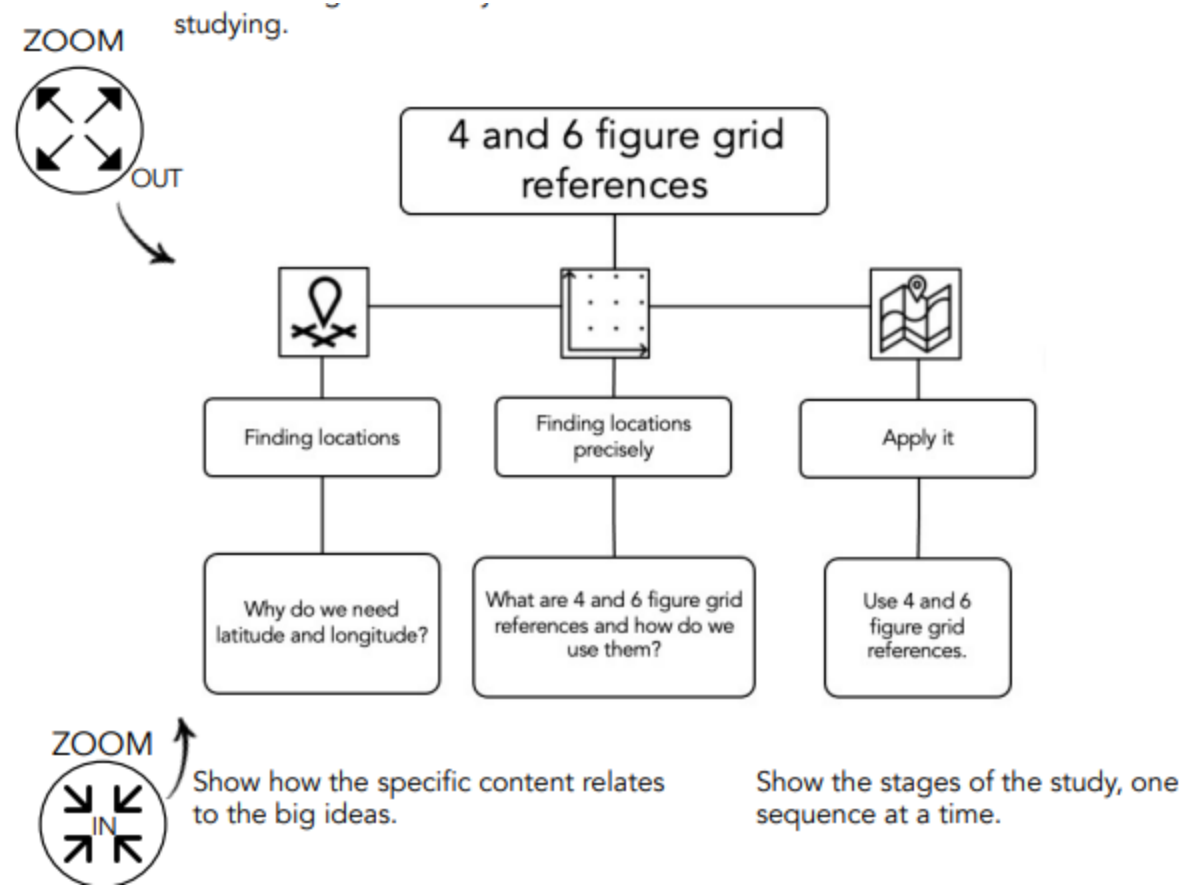 studying.
ZOOM
OUT
4 and 6 figure grid
references
Finding locations
Finding locations
precisely
Apply it
Why do we need
latitude and longitude?
What are 4 and 6 figure grid
references and how do we
use them?
Use 4 and 6
figure grid
references.
ZOOM
IN
Show how the specific content relates
to the big ideas.
Show the stages of the study, one
sequence at a time.